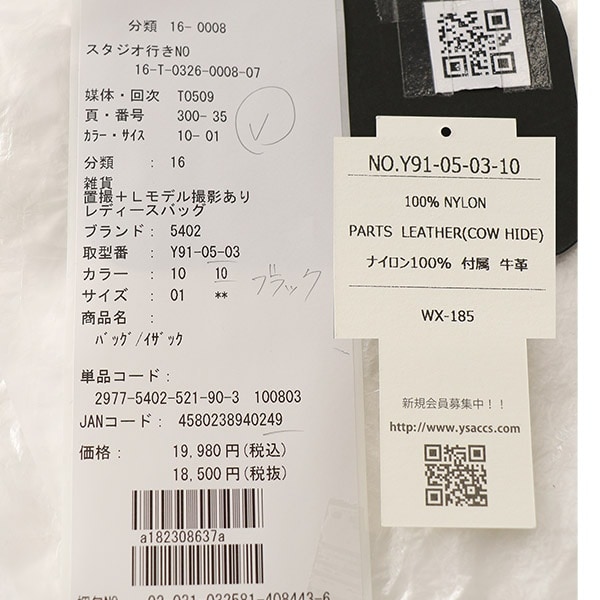 分類 16-0008
スタジオ行きNO
16-T-0326-0008-07
媒体・回次 T0509
頁・番号 300-35
カラー・サイズ 10-01
分類 : 16
雑貨
置撮＋Lモデル撮影あり
レディースバッグ
ブランド : 5402
取型番 : Y91-05-03
カラー : 10 10 ブラック
サイズ : 01 **
商品名 :
バッグ/イザック
単品コード :
2977-5402-521-90-3 100803
JANコード : 4580238940249
価格 : 19,980円(税込)
18,500円(税抜)
a182308637a
NO.Y91-05-03-10
100% NYLON
PARTS LEATHER(COW HIDE)
ナイロン100% 付属 牛革
WX-185
新規会員募集中！！
http://www.ysaccs.com